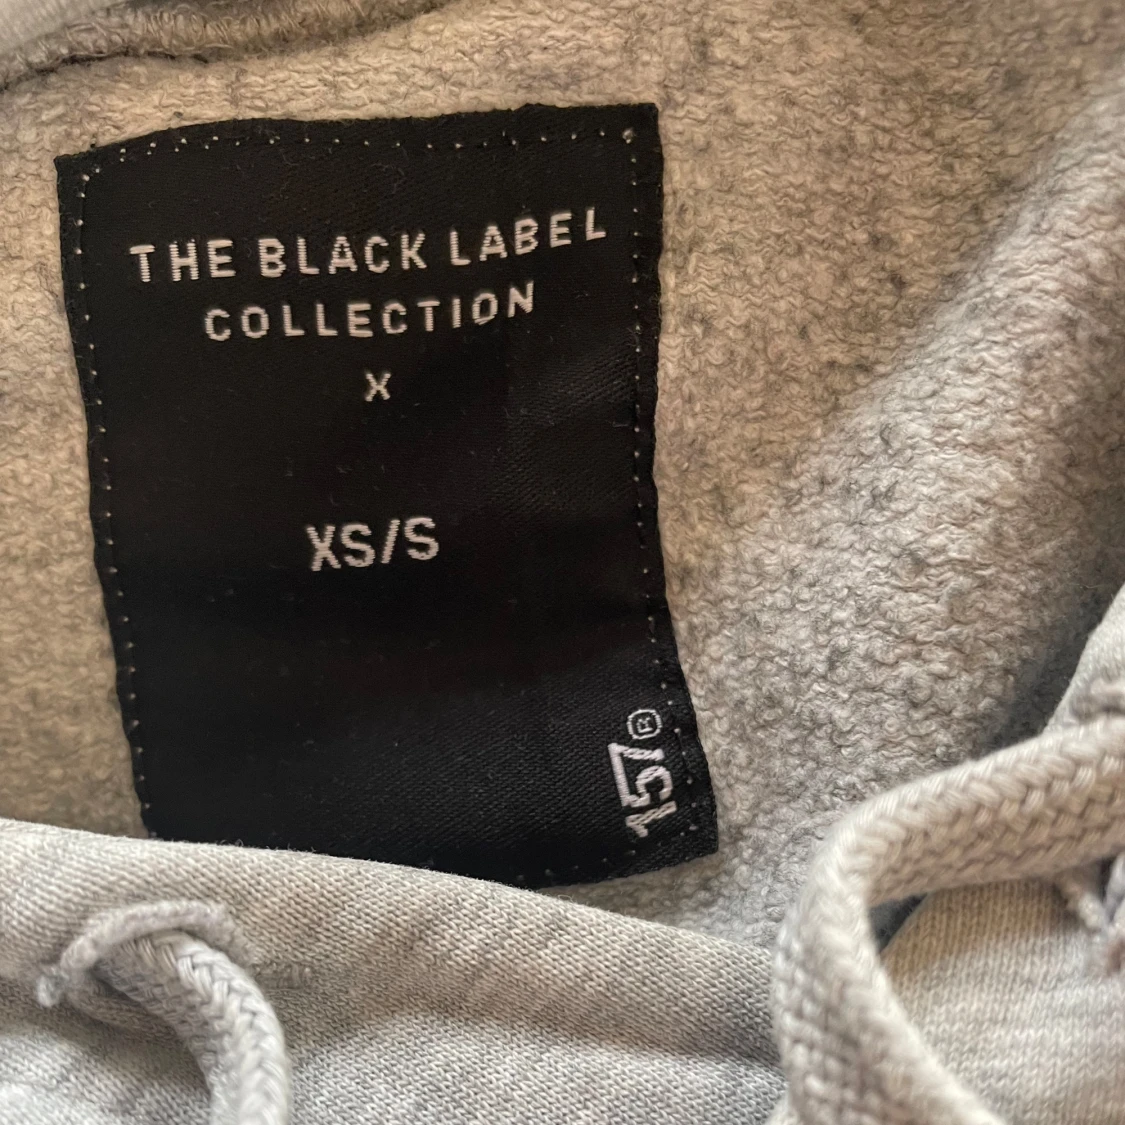 THE BLACK LABEL
COLLECTION
X
XS/S
157®